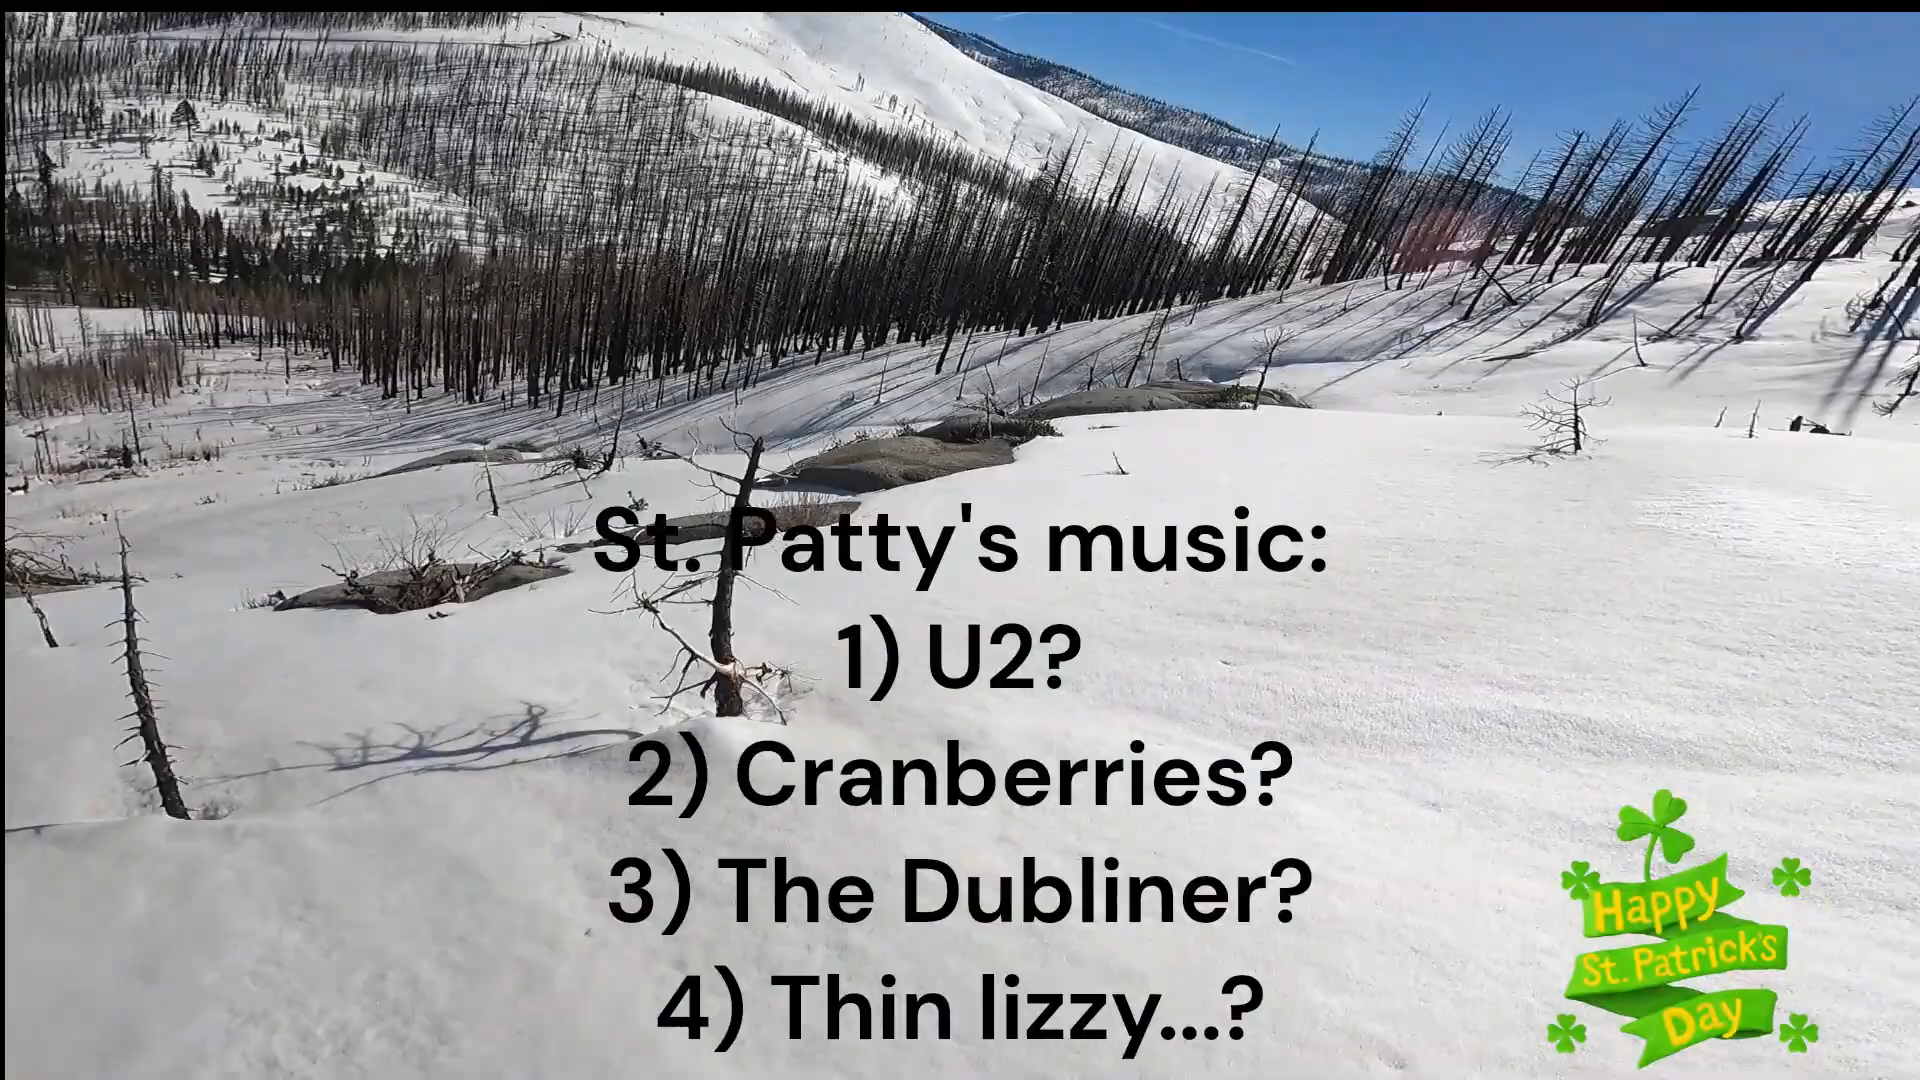 St. Patty's music:
1) U2?
2) Cranberries?
3) The Dubliner?
4) Thin lizzy...?
Happy
St. Patrick's
Day